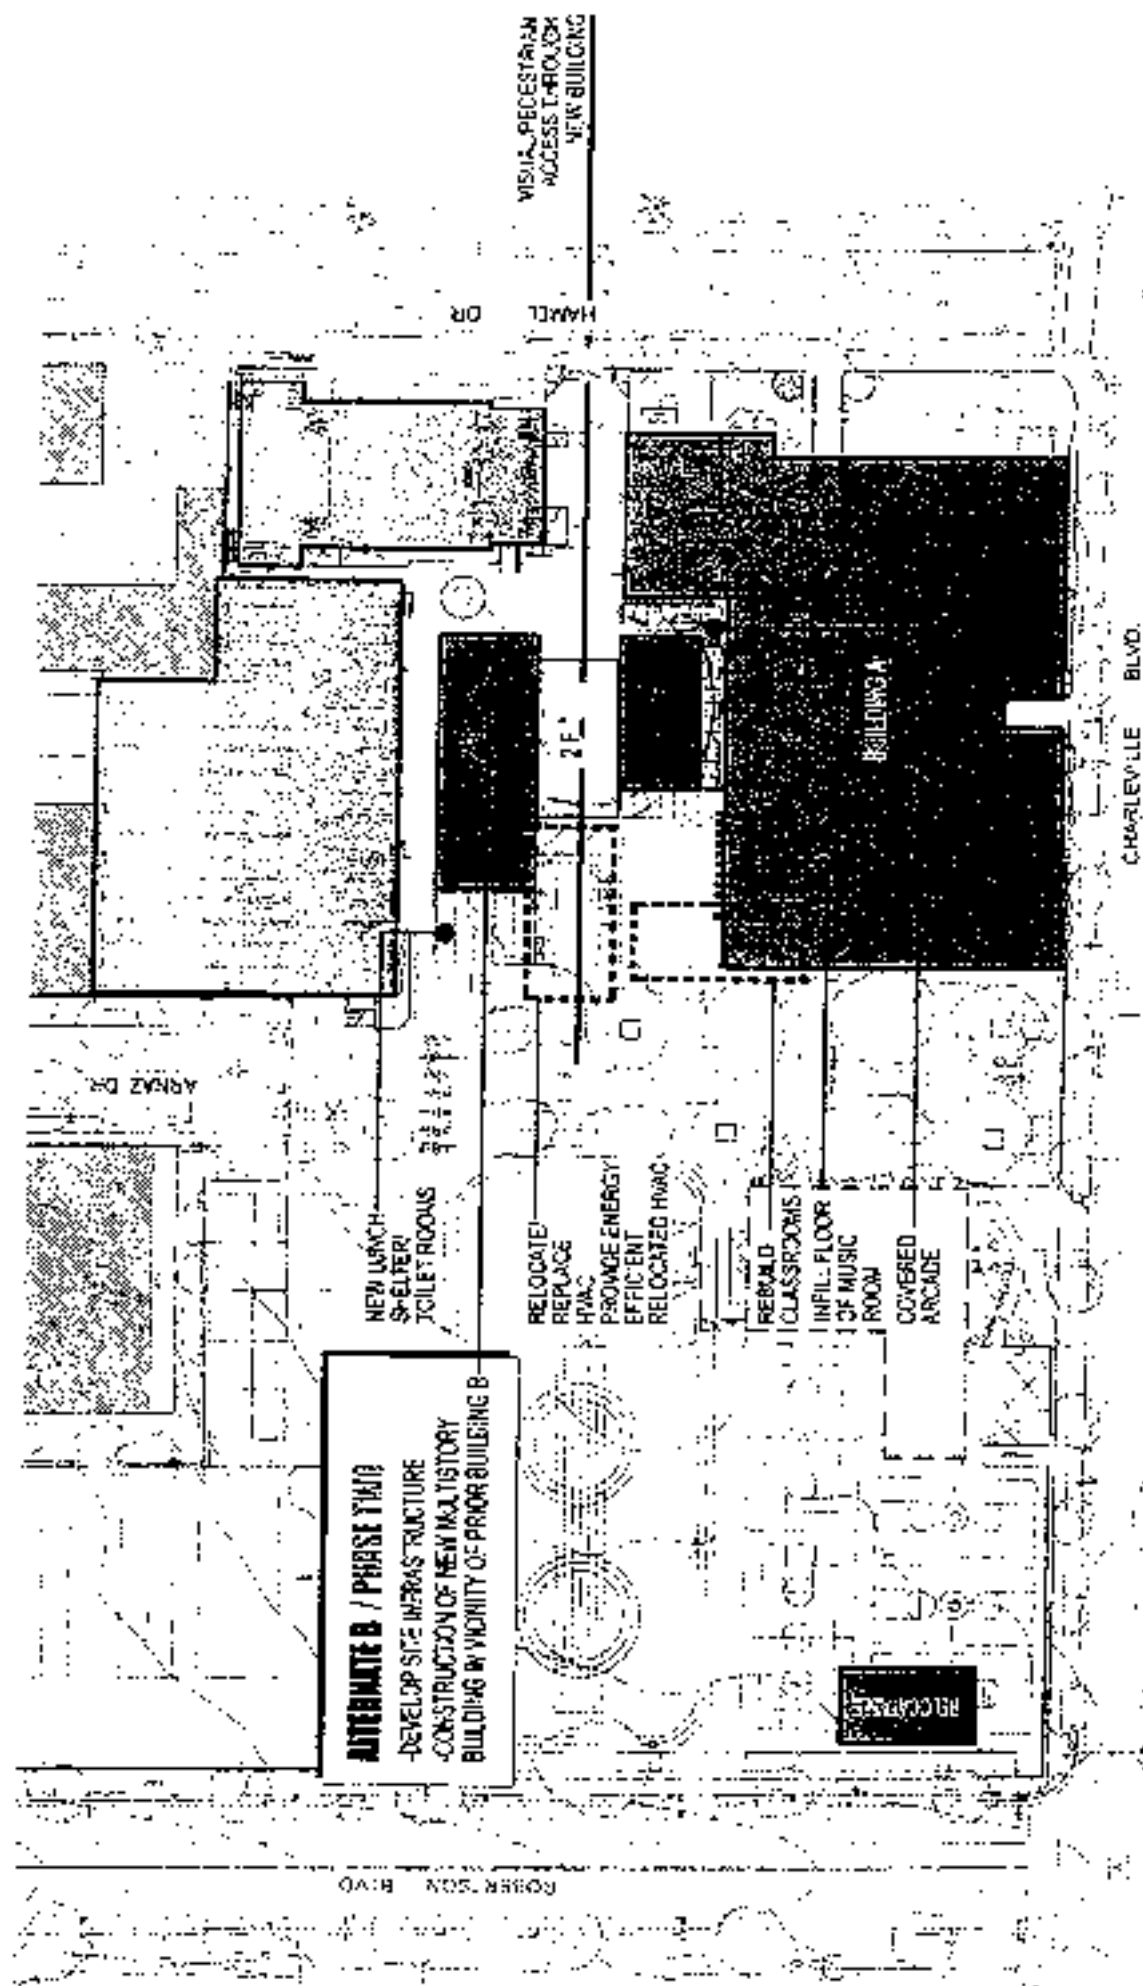 ALTERNATE B / PHASE TWO
-DEVELOP SITE INFRASTRUCTURE
-CONSTRUCTION OF NEW MULTISTORY
BUILDING IN VICINITY OF PRIOR BUILDING B
NEW LUNCH
SHELTER/
TOILET ROOMS
RELOCATE/
REPLACE
HVAC
PROVIDE ENERGY
EFFICIENT
RELOCATED HVAC
REBUILD
CLASSROOMS
INFILL FLOOR
OF MUSIC
ROOM
COVERED
ARCADE
VISUAL/PEDESTRIAN
ACCESS THROUGH
NEW BUILDING
BUILDING A
ROBERTSON BLVD
ARNAZ DR
HAMEL DR
CHARLEVILLE BLVD.